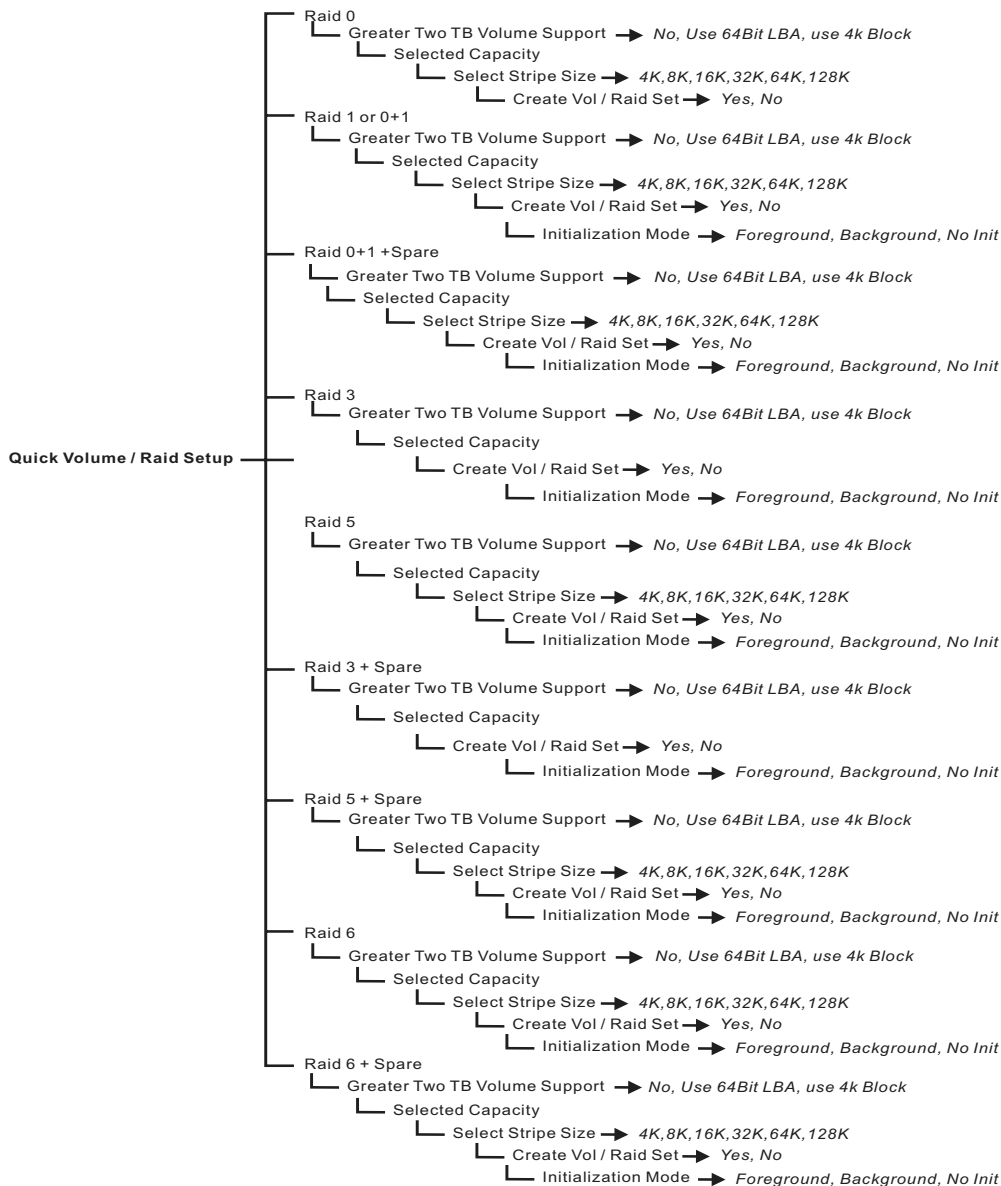 Raid 0
Greater Two TB Volume Support No, Use 64Bit LBA, use 4k Block
Selected Capacity
Select Stripe Size 4K,8K,16K,32K,64K,128K
Create Vol / Raid Set Yes, No
Raid 1 or 0+1
Greater Two TB Volume Support No, Use 64Bit LBA, use 4k Block
Selected Capacity
Select Stripe Size 4K,8K,16K,32K,64K,128K
Create Vol / Raid Set Yes, No
Initialization Mode Foreground, Background, No Init
Raid 0+1 +Spare
Greater Two TB Volume Support No, Use 64Bit LBA, use 4k Block
Selected Capacity
Select Stripe Size 4K,8K,16K,32K,64K,128K
Create Vol / Raid Set Yes, No
Initialization Mode Foreground, Background, No Init
Raid 3
Greater Two TB Volume Support No, Use 64Bit LBA, use 4k Block
Selected Capacity
Quick Volume / Raid Setup
Create Vol / Raid Set Yes, No
Initialization Mode Foreground, Background, No Init
Raid 5
Greater Two TB Volume Support No, Use 64Bit LBA, use 4k Block
Selected Capacity
Select Stripe Size 4K,8K,16K,32K,64K,128K
Create Vol / Raid Set Yes, No
Initialization Mode Foreground, Background, No Init
Raid 3 + Spare
Greater Two TB Volume Support No, Use 64Bit LBA, use 4k Block
Selected Capacity
Create Vol / Raid Set Yes, No
Initialization Mode Foreground, Background, No Init
Raid 5 + Spare
Greater Two TB Volume Support No, Use 64Bit LBA, use 4k Block
Selected Capacity
Select Stripe Size 4K,8K,16K,32K,64K,128K
Create Vol / Raid Set Yes, No
Initialization Mode Foreground, Background, No Init
Raid 6
Greater Two TB Volume Support No, Use 64Bit LBA, use 4k Block
Selected Capacity
Select Stripe Size 4K,8K,16K,32K,64K,128K
Create Vol / Raid Set Yes, No
Initialization Mode Foreground, Background, No Init
Raid 6 + Spare
Greater Two TB Volume Support No, Use 64Bit LBA, use 4k Block
Selected Capacity
Select Stripe Size 4K,8K,16K,32K,64K,128K
Create Vol / Raid Set Yes, No
Initialization Mode Foreground, Background, No Init